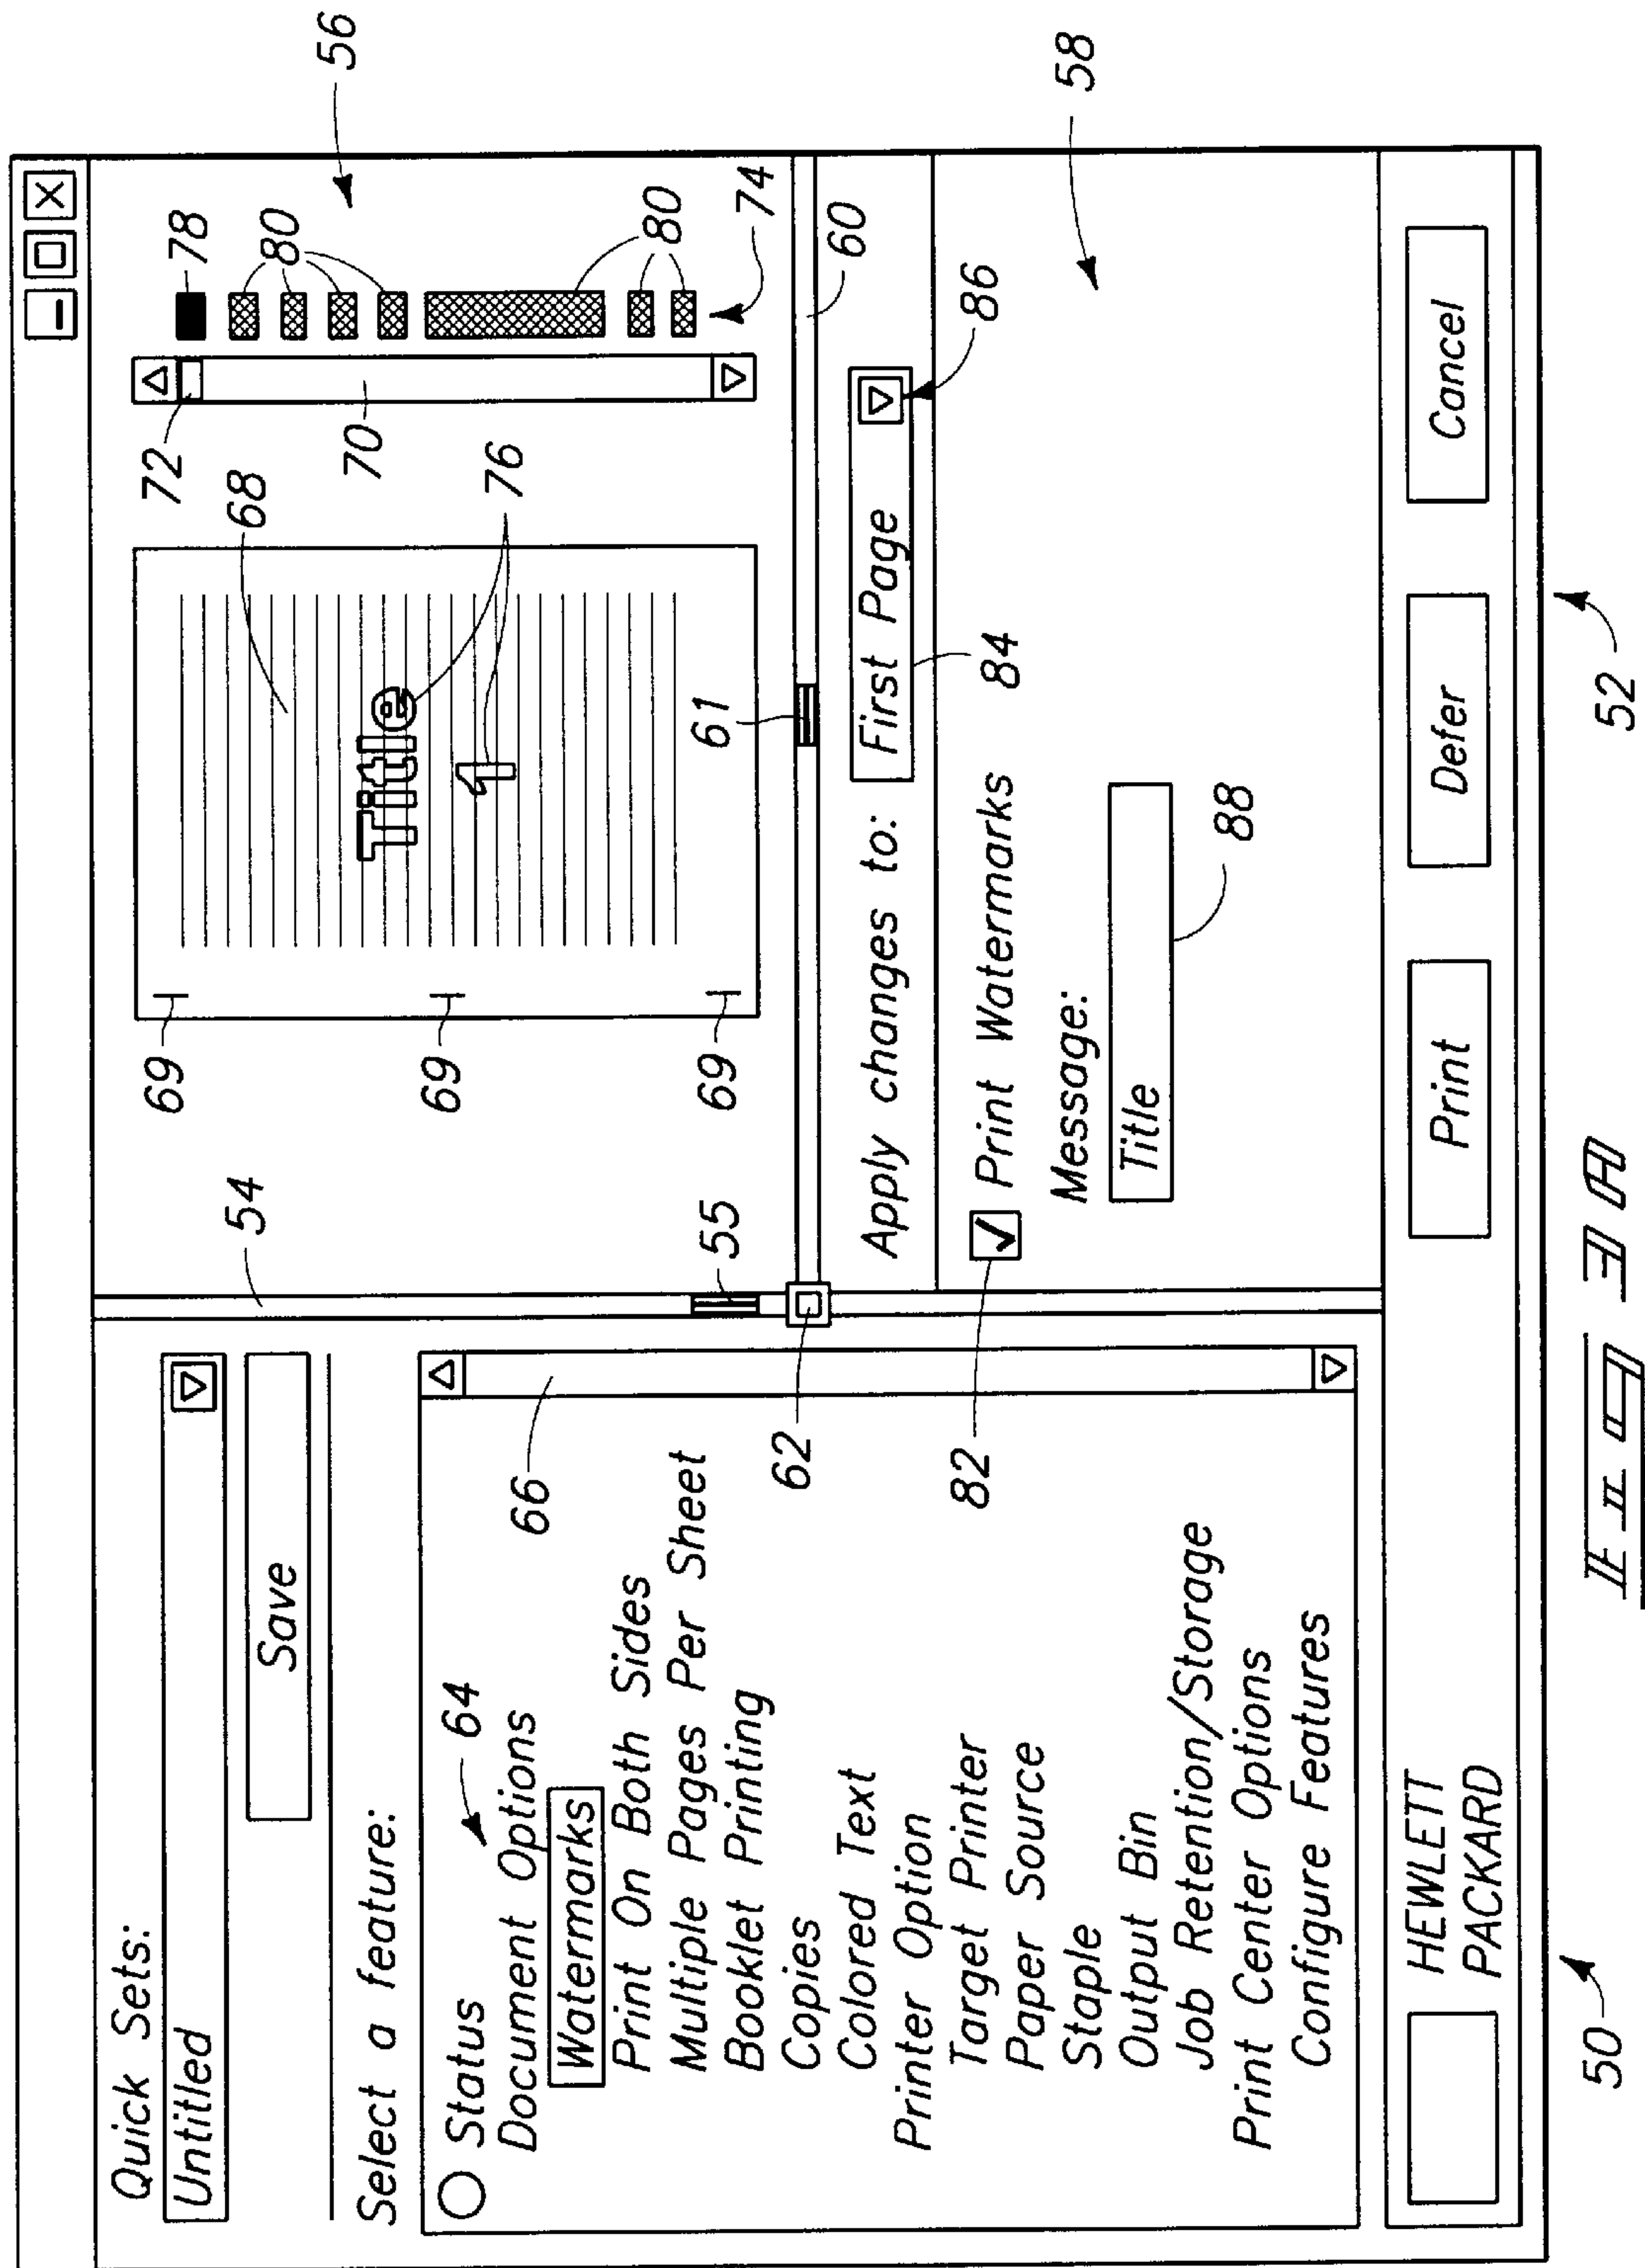 Quick Sets:
Untitled
Save
Select a feature:
Status
Document Options
Watermarks
Print On Both Sides
Multiple Pages Per Sheet
Booklet Printing
Copies
Colored Text
Printer Option
Target Printer
Paper Source
Staple
Output Bin
Job Retention/Storage
Print Center Options
Configure Features
64
66
54
55
62
69
69
69
Title
1
68
76
72
70
78
80
80
74
56
61
60
Apply changes to: First Page
84
86
82
Print Watermarks
Message:
Title
88
58
HEWLETT
PACKARD
Print
Defer
Cancel
50
52
FIG 3A